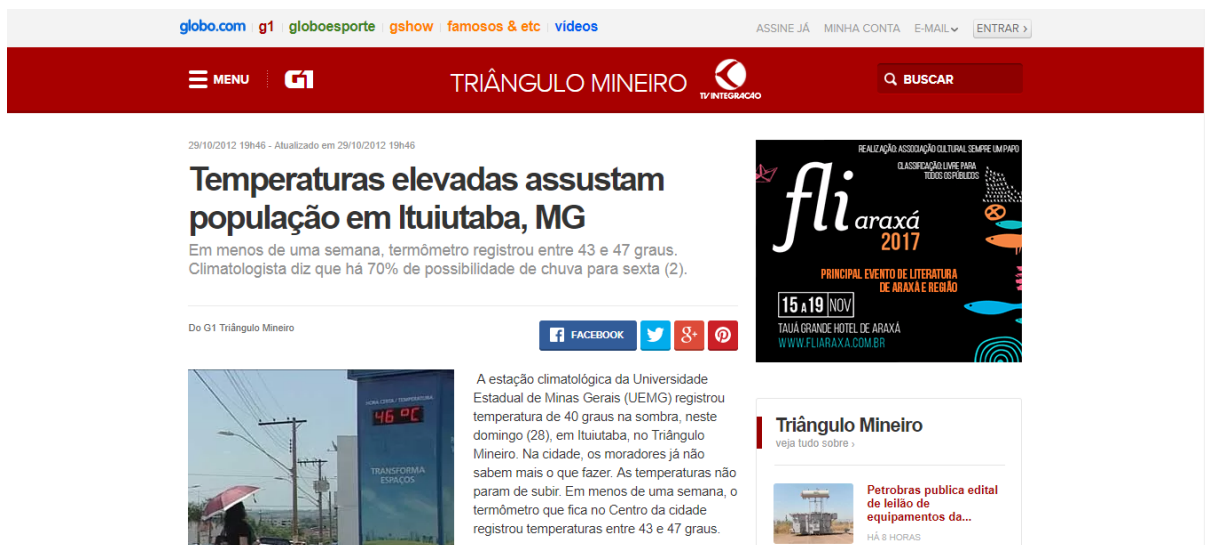 globo.com g1 globoesporte gshow famosos & etc vídeos
ASSINE JÁ MINHA CONTA E-MAIL ENTRAR ›
MENU G1 TRIÂNGULO MINEIRO TV INTEGRAÇÃO BUSCAR
29/10/2012 19h46 - Atualizado em 29/10/2012 19h46
Temperaturas elevadas assustam
população em Ituiutaba, MG
Em menos de uma semana, termômetro registrou entre 43 e 47 graus.
Climatologista diz que há 70% de possibilidade de chuva para sexta (2).
Do G1 Triângulo Mineiro
FACEBOOK
8+
HORA CERTA / TEMPERATURA
46 ºC
TRANSFORMA
ESPAÇOS
A estação climatológica da Universidade
Estadual de Minas Gerais (UEMG) registrou
temperatura de 40 graus na sombra, neste
domingo (28), em Ituiutaba, no Triângulo
Mineiro. Na cidade, os moradores já não
sabem mais o que fazer. As temperaturas não
param de subir. Em menos de uma semana, o
termômetro que fica no Centro da cidade
registrou temperaturas entre 43 e 47 graus.
REALIZAÇÃO: ASSOCIAÇÃO CULTURAL SEMPRE UM PAPO
CLASSIFICAÇÃO: LIVRE PARA
TODOS OS PÚBLICOS
fli araxá
2017
PRINCIPAL EVENTO DE LITERATURA
DE ARAXÁ E REGIÃO
15 A 19 NOV
TAUÁ GRANDE HOTEL DE ARAXÁ
WWW.FLIARAXA.COM.BR
Triângulo Mineiro
veja tudo sobre ›
Petrobras publica edital
de leilão de
equipamentos da...
HÁ 8 HORAS